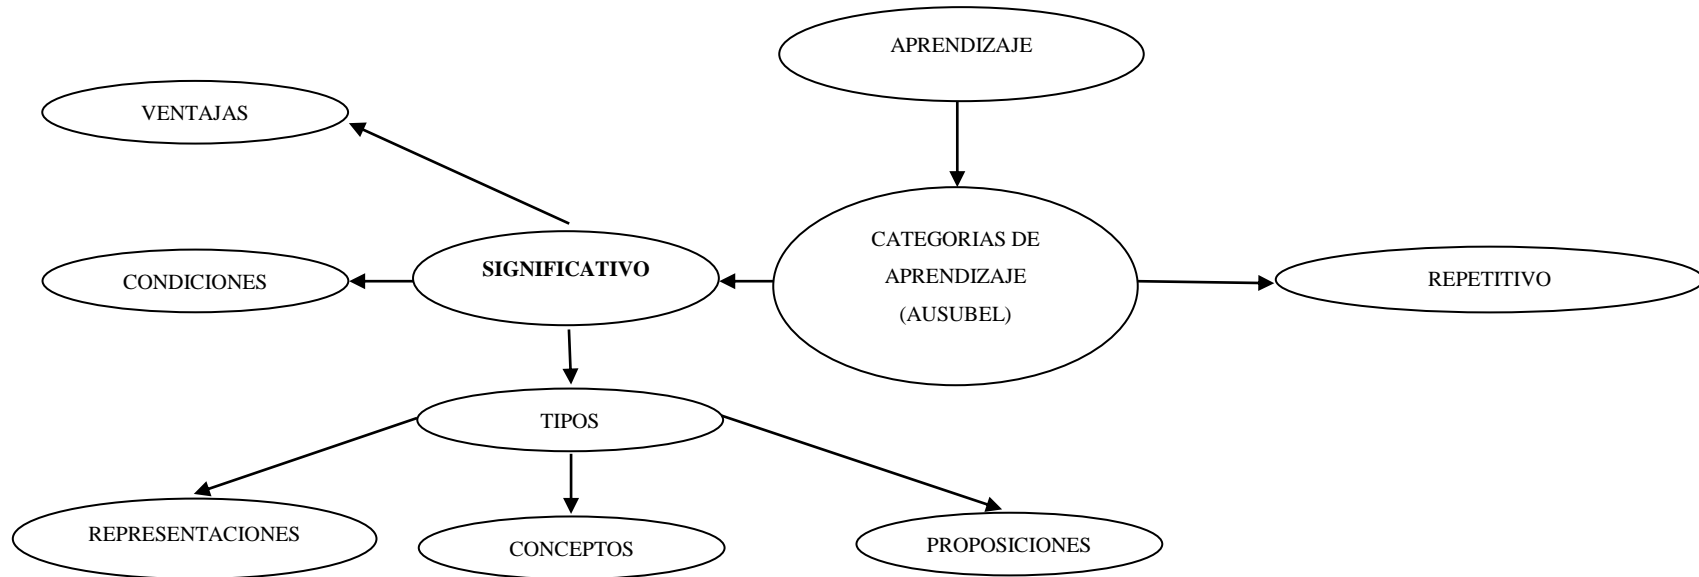 APRENDIZAJE
VENTAJAS
CATEGORIAS DE
APRENDIZAJE
(AUSUBEL)
SIGNIFICATIVO
CONDICIONES
REPETITIVO
TIPOS
REPRESENTACIONES
CONCEPTOS
PROPOSICIONES